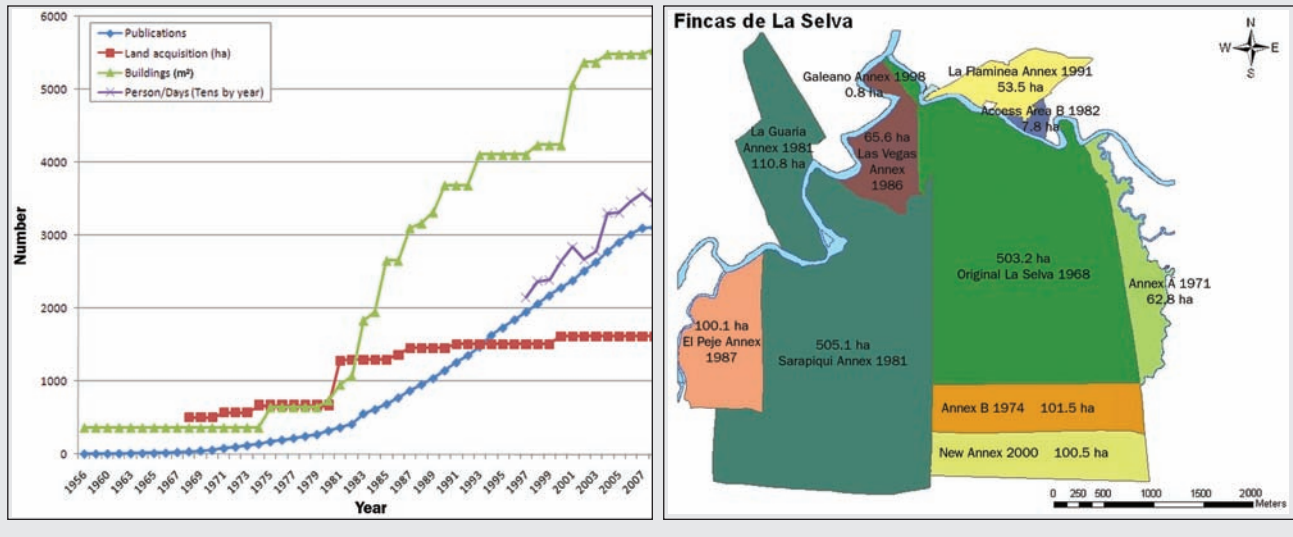 Publications
Land acquisition (ha)
Buildings (m²)
Person/Days (Tens by year)
6000
5000
4000
3000
2000
1000
0
Number
1956
1960
1963
1965
1967
1969
1971
1973
1975
1977
1979
1981
1983
1985
1987
1989
1991
1993
1995
1997
1999
2001
2003
2005
2007
Year
Fincas de La Selva
N
W E
S
Galeano Annex 1998
0.8 ha
La Flaminea Annex 1991
53.5 ha
Access Area B 1982
7.8 ha
La Guaria
Annex 1981
110.8 ha
65.6 ha
Las Vegas
Annex
1986
503.2 ha
Original La Selva 1968
Annex A 1971
62.8 ha
100.1 ha
El Peje Annex
1987
505.1 ha
Sarapiqui Annex 1981
Annex B 1974 101.5 ha
New Annex 2000 100.5 ha
0 250 500 1000 1500 2000
Meters